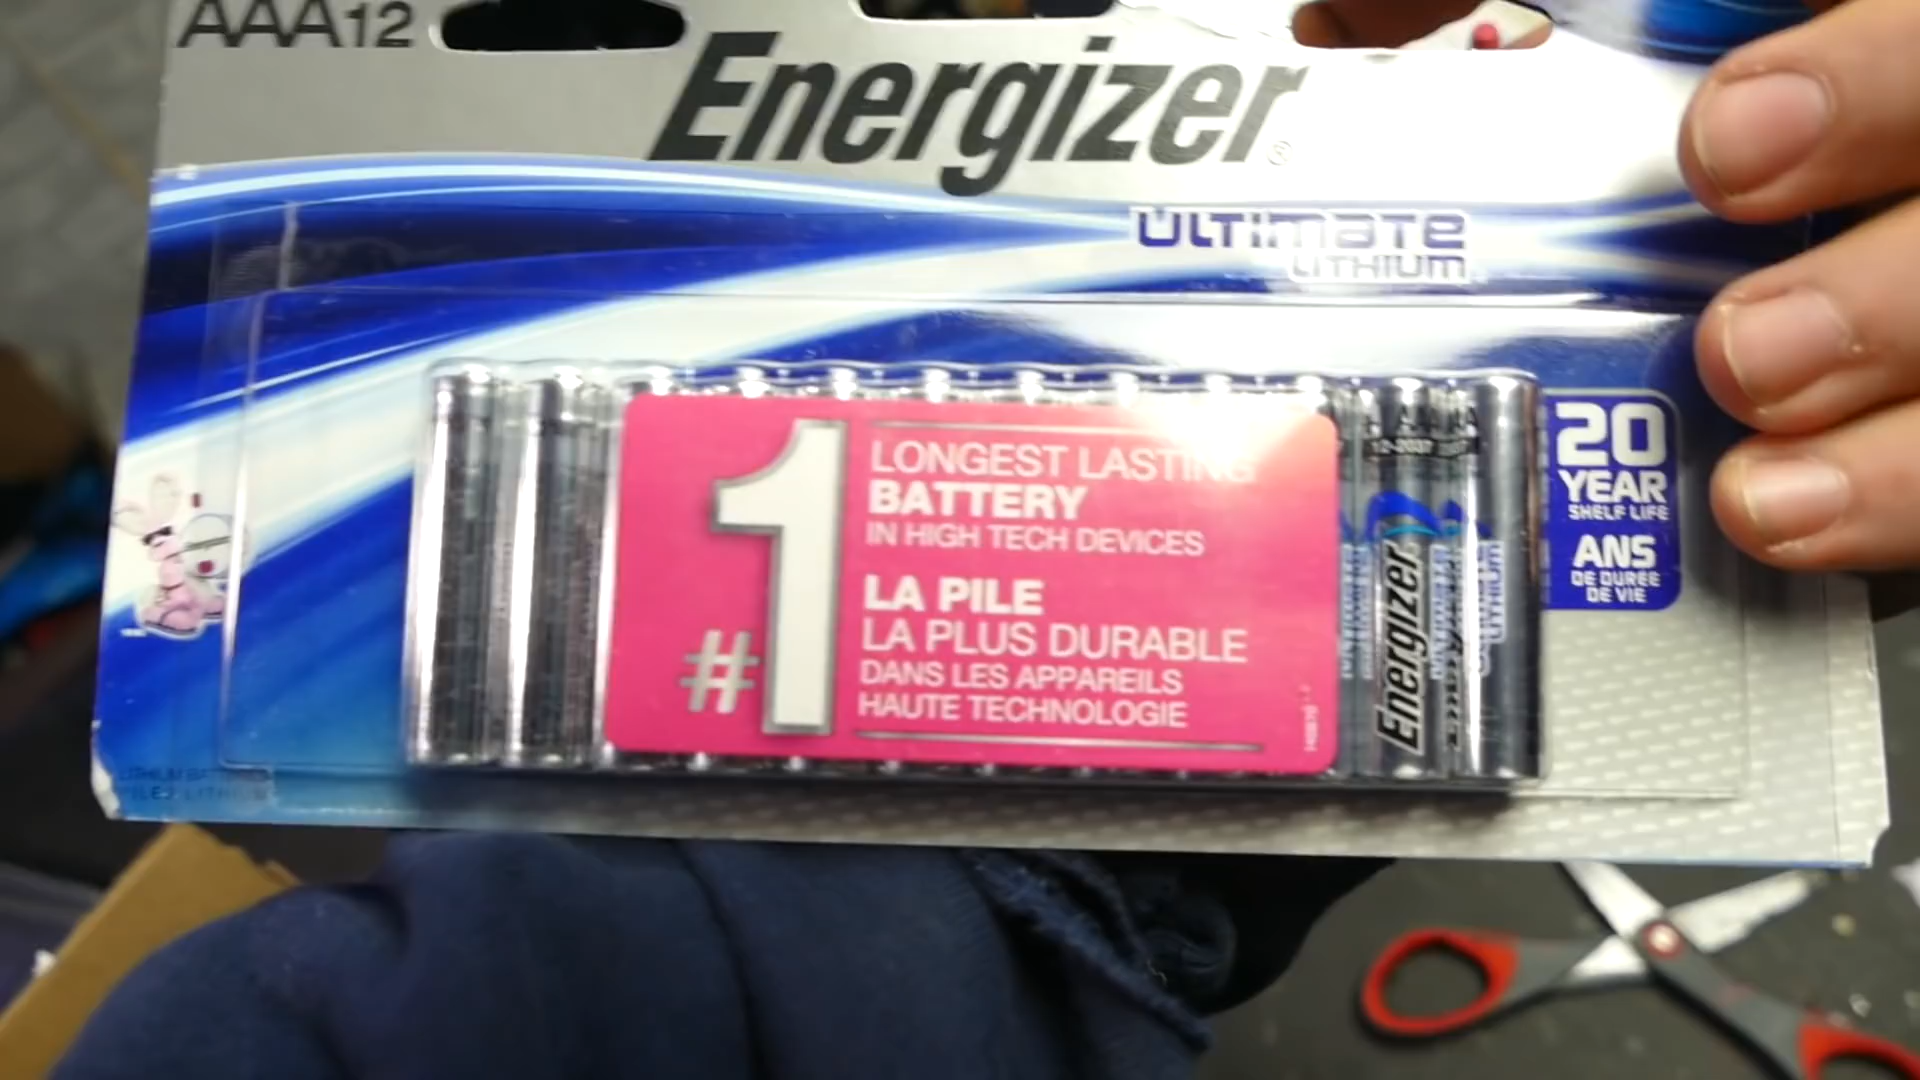 AAA12
Energizer
ULTIMATE
LITHIUM
#1
LONGEST LASTING
BATTERY
IN HIGH TECH DEVICES
LA PILE
LA PLUS DURABLE
DANS LES APPAREILS
HAUTE TECHNOLOGIE
Energizer
20
YEAR
SHELF LIFE
ANS
DE DURÉE
DE VIE